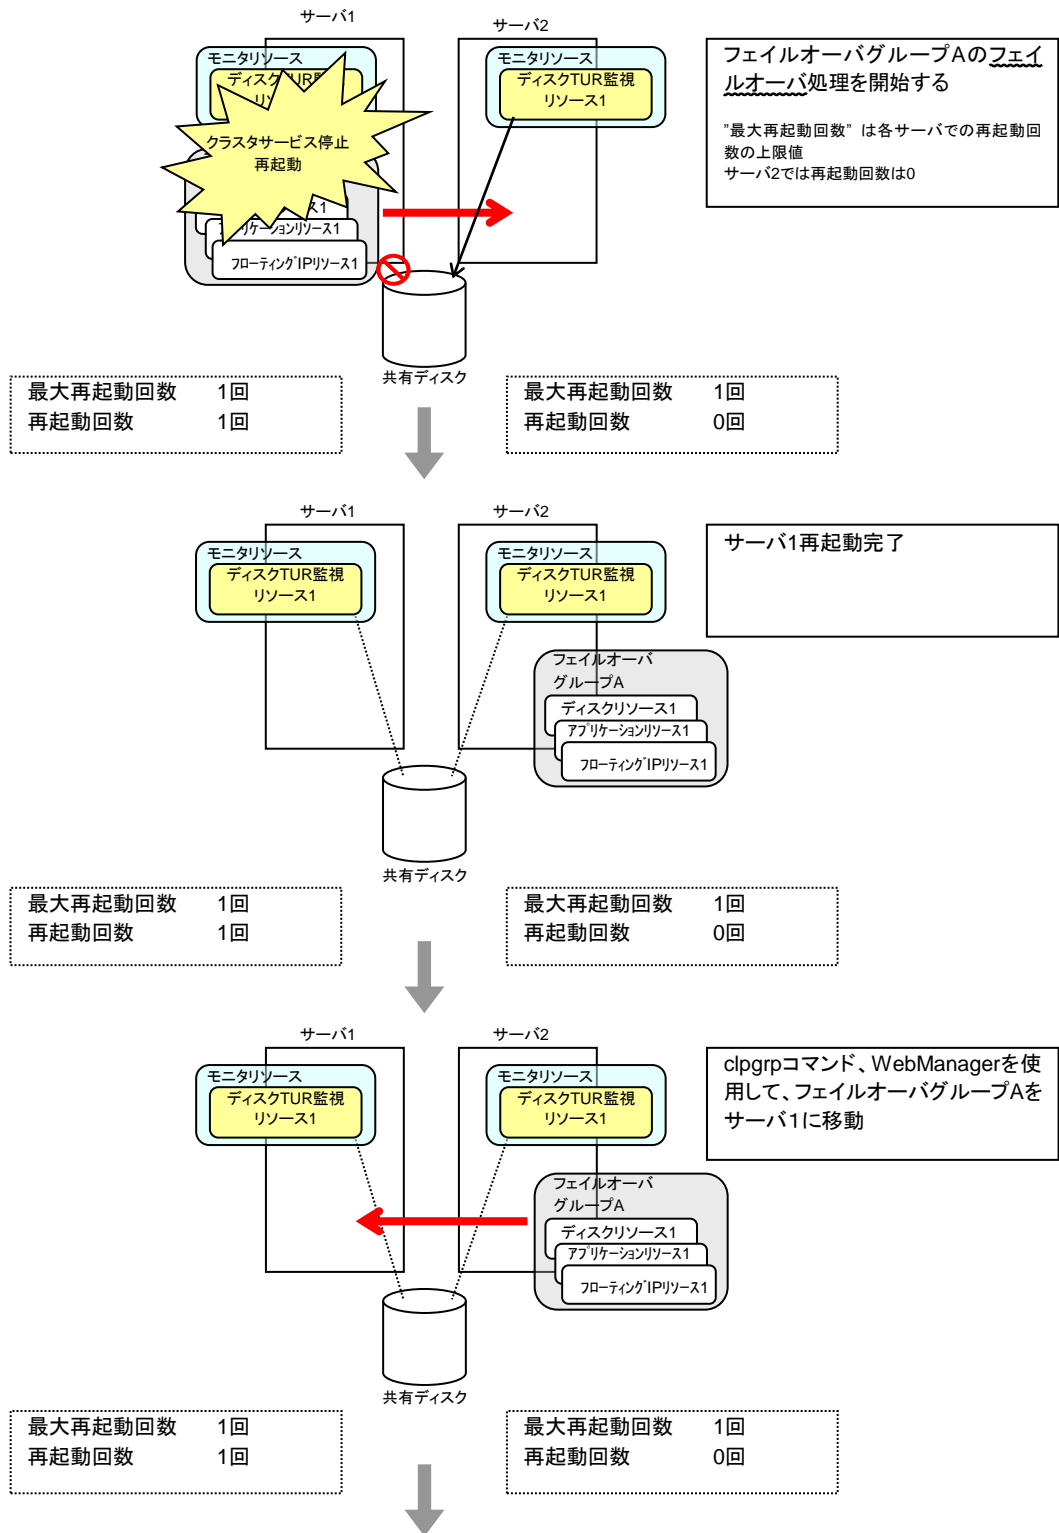 サーバ1
サーバ2
モニタリソース
ディスクTUR監視
クラスタサービス停止
再起動
アプリケーションリソース1
フローティングIPリソース1
モニタリソース
ディスクTUR監視
リソース1
共有ディスク
フェイルオーバグループAのフェイ
ルオーバ処理を開始する
”最大再起動回数” は各サーバでの再起動回
数の上限値
サーバ2では再起動回数は0
最大再起動回数 1回
再起動回数 1回
最大再起動回数 1回
再起動回数 0回
サーバ1
サーバ2
モニタリソース
ディスクTUR監視
リソース1
モニタリソース
ディスクTUR監視
リソース1
フェイルオーバ
グループA
ディスクリソース1
アプリケーションリソース1
フローティングIPリソース1
共有ディスク
サーバ1再起動完了
最大再起動回数 1回
再起動回数 1回
最大再起動回数 1回
再起動回数 0回
サーバ1
サーバ2
モニタリソース
ディスクTUR監視
リソース1
モニタリソース
ディスクTUR監視
リソース1
フェイルオーバ
グループA
ディスクリソース1
アプリケーションリソース1
フローティングIPリソース1
共有ディスク
clpgrpコマンド、WebManagerを使
用して、フェイルオーバグループAを
サーバ1に移動
最大再起動回数 1回
再起動回数 1回
最大再起動回数 1回
再起動回数 0回